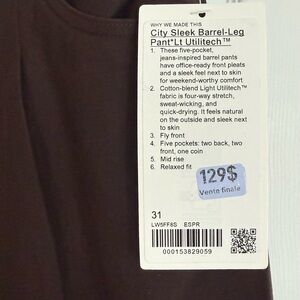 WHY WE MADE THIS
City Sleek Barrel-Leg
Pant*Lt Utilitech™
1. These five-pocket,
jeans-inspired barrel pants
have office-ready front pleats
and a sleek feel next to skin
for weekend-worthy comfort
2. Cotton-blend Light Utilitech™
fabric is four-way stretch,
sweat-wicking, and
quick-drying. It feels natural
on the outside and sleek next
to skin
3. Fly front
4. Five pockets: two back, two
front, one coin
5. Mid rise
6. Relaxed fit
129$
Vente finale
31
LW5FF8S ESPR
000153829059